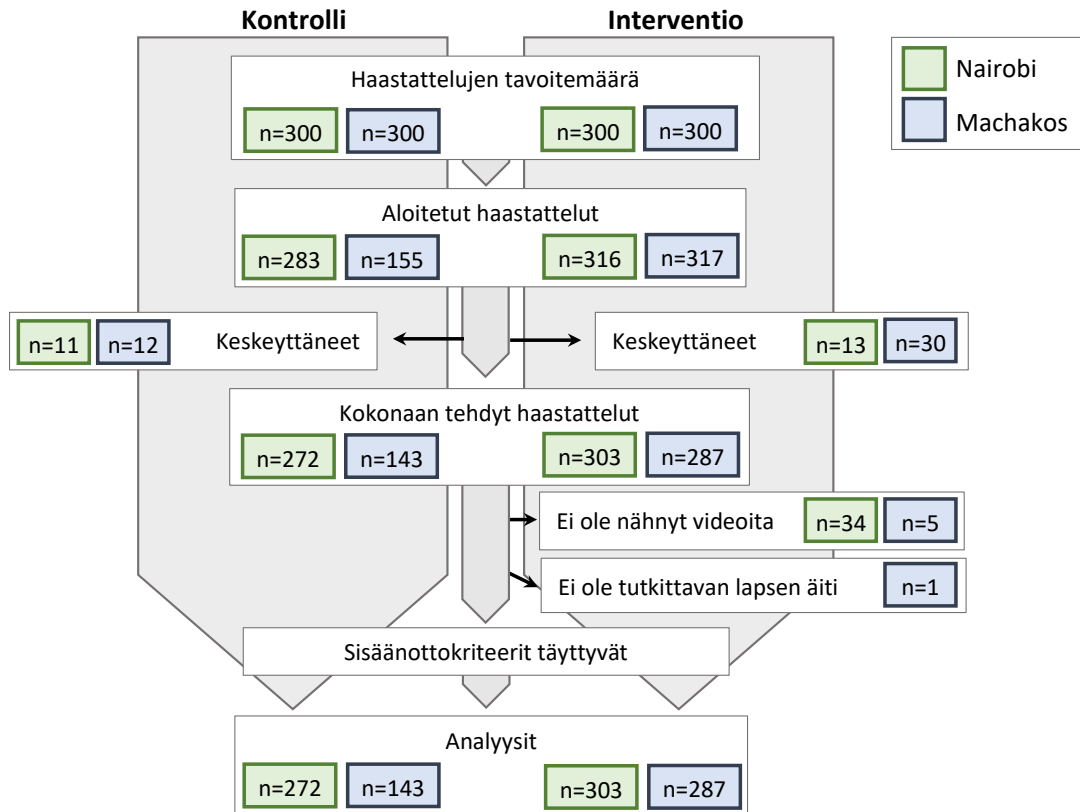 Kontrolli
Interventio
Nairobi
Machakos
Haastattelujen tavoitemäärä
n=300 n=300 n=300 n=300
Aloitetut haastattelut
n=283 n=155 n=316 n=317
n=11 n=12 Keskeyttäneet
Keskeyttäneet n=13 n=30
Kokonaan tehdyt haastattelut
n=272 n=143 n=303 n=287
Ei ole nähnyt videoita n=34 n=5
Ei ole tutkittavan lapsen äiti n=1
Sisäänottokriteerit täyttyvät
Analyysit
n=272 n=143 n=303 n=287